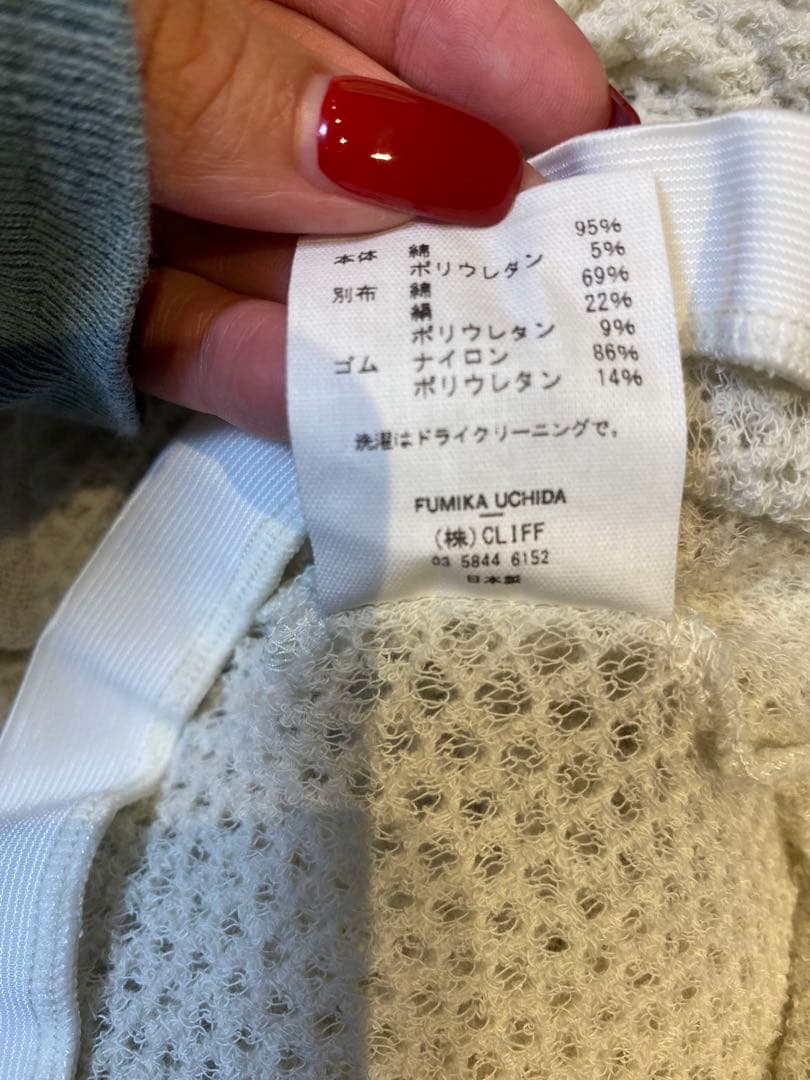 95%
本体 綿 5%
ポリウレタン 69%
別布 綿 22%
絹
ポリウレタン 9%
ゴム ナイロン 86%
ポリウレタン 14%
洗濯はドライクリーニングで。
FUMIKA_UCHIDA
(株)CLIFF
03 5844 6152
日本製